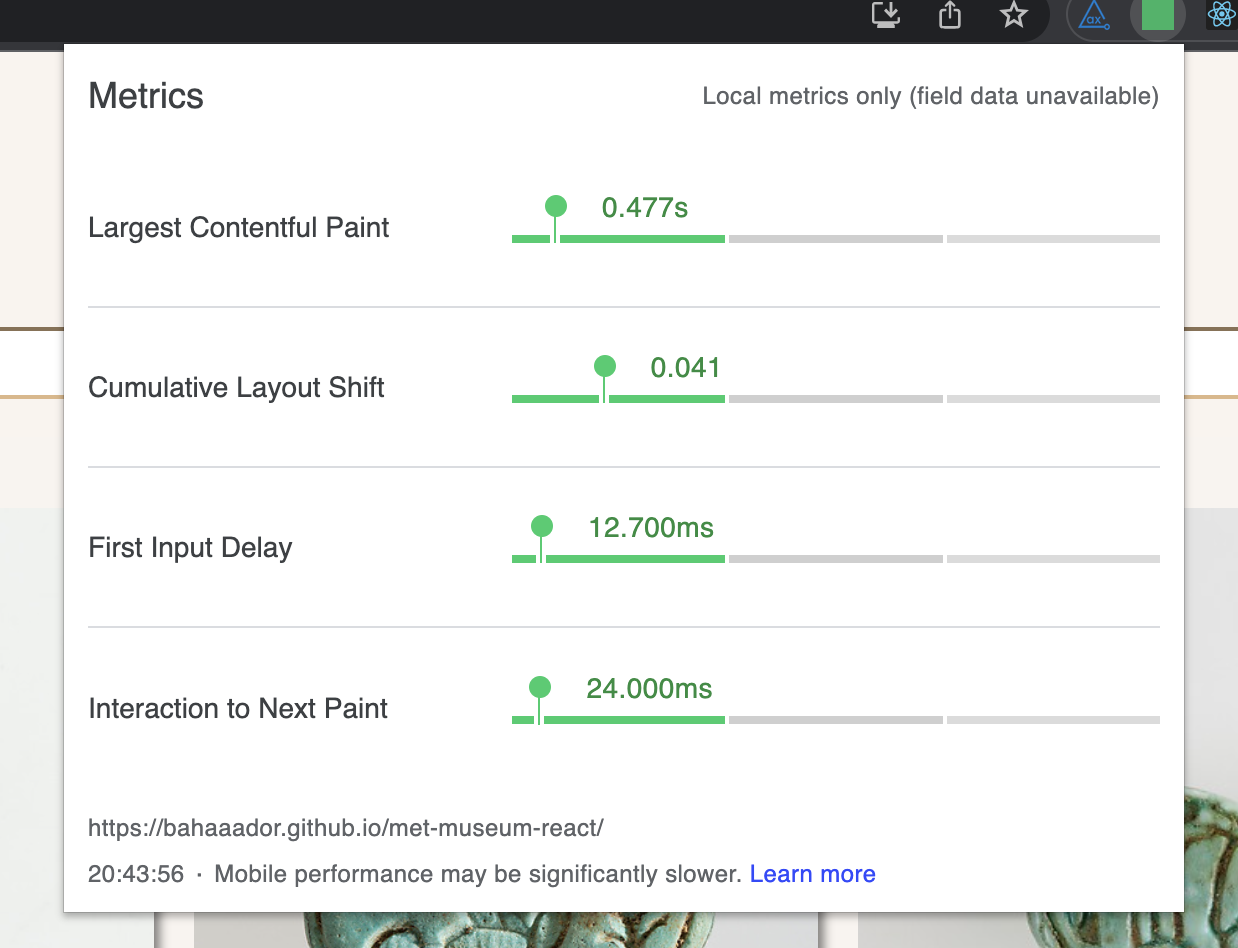 ax
Metrics
Local metrics only (field data unavailable)
Largest Contentful Paint
0.477s
Cumulative Layout Shift
0.041
First Input Delay
12.700ms
Interaction to Next Paint
24.000ms
https://bahaaador.github.io/met-museum-react/
20:43:56 · Mobile performance may be significantly slower. Learn more